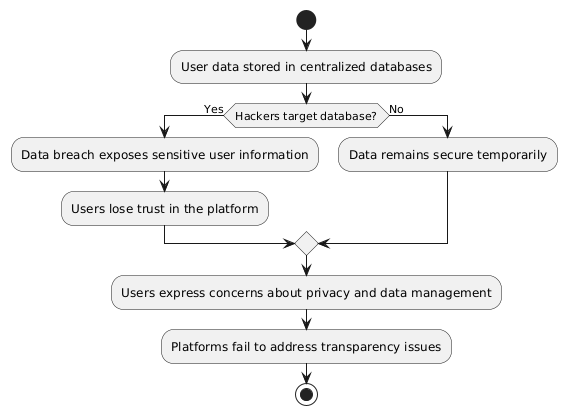 User data stored in centralized databases
Yes
Hackers target database?
No
Data breach exposes sensitive user information
Data remains secure temporarily
Users lose trust in the platform
Users express concerns about privacy and data management
Platforms fail to address transparency issues